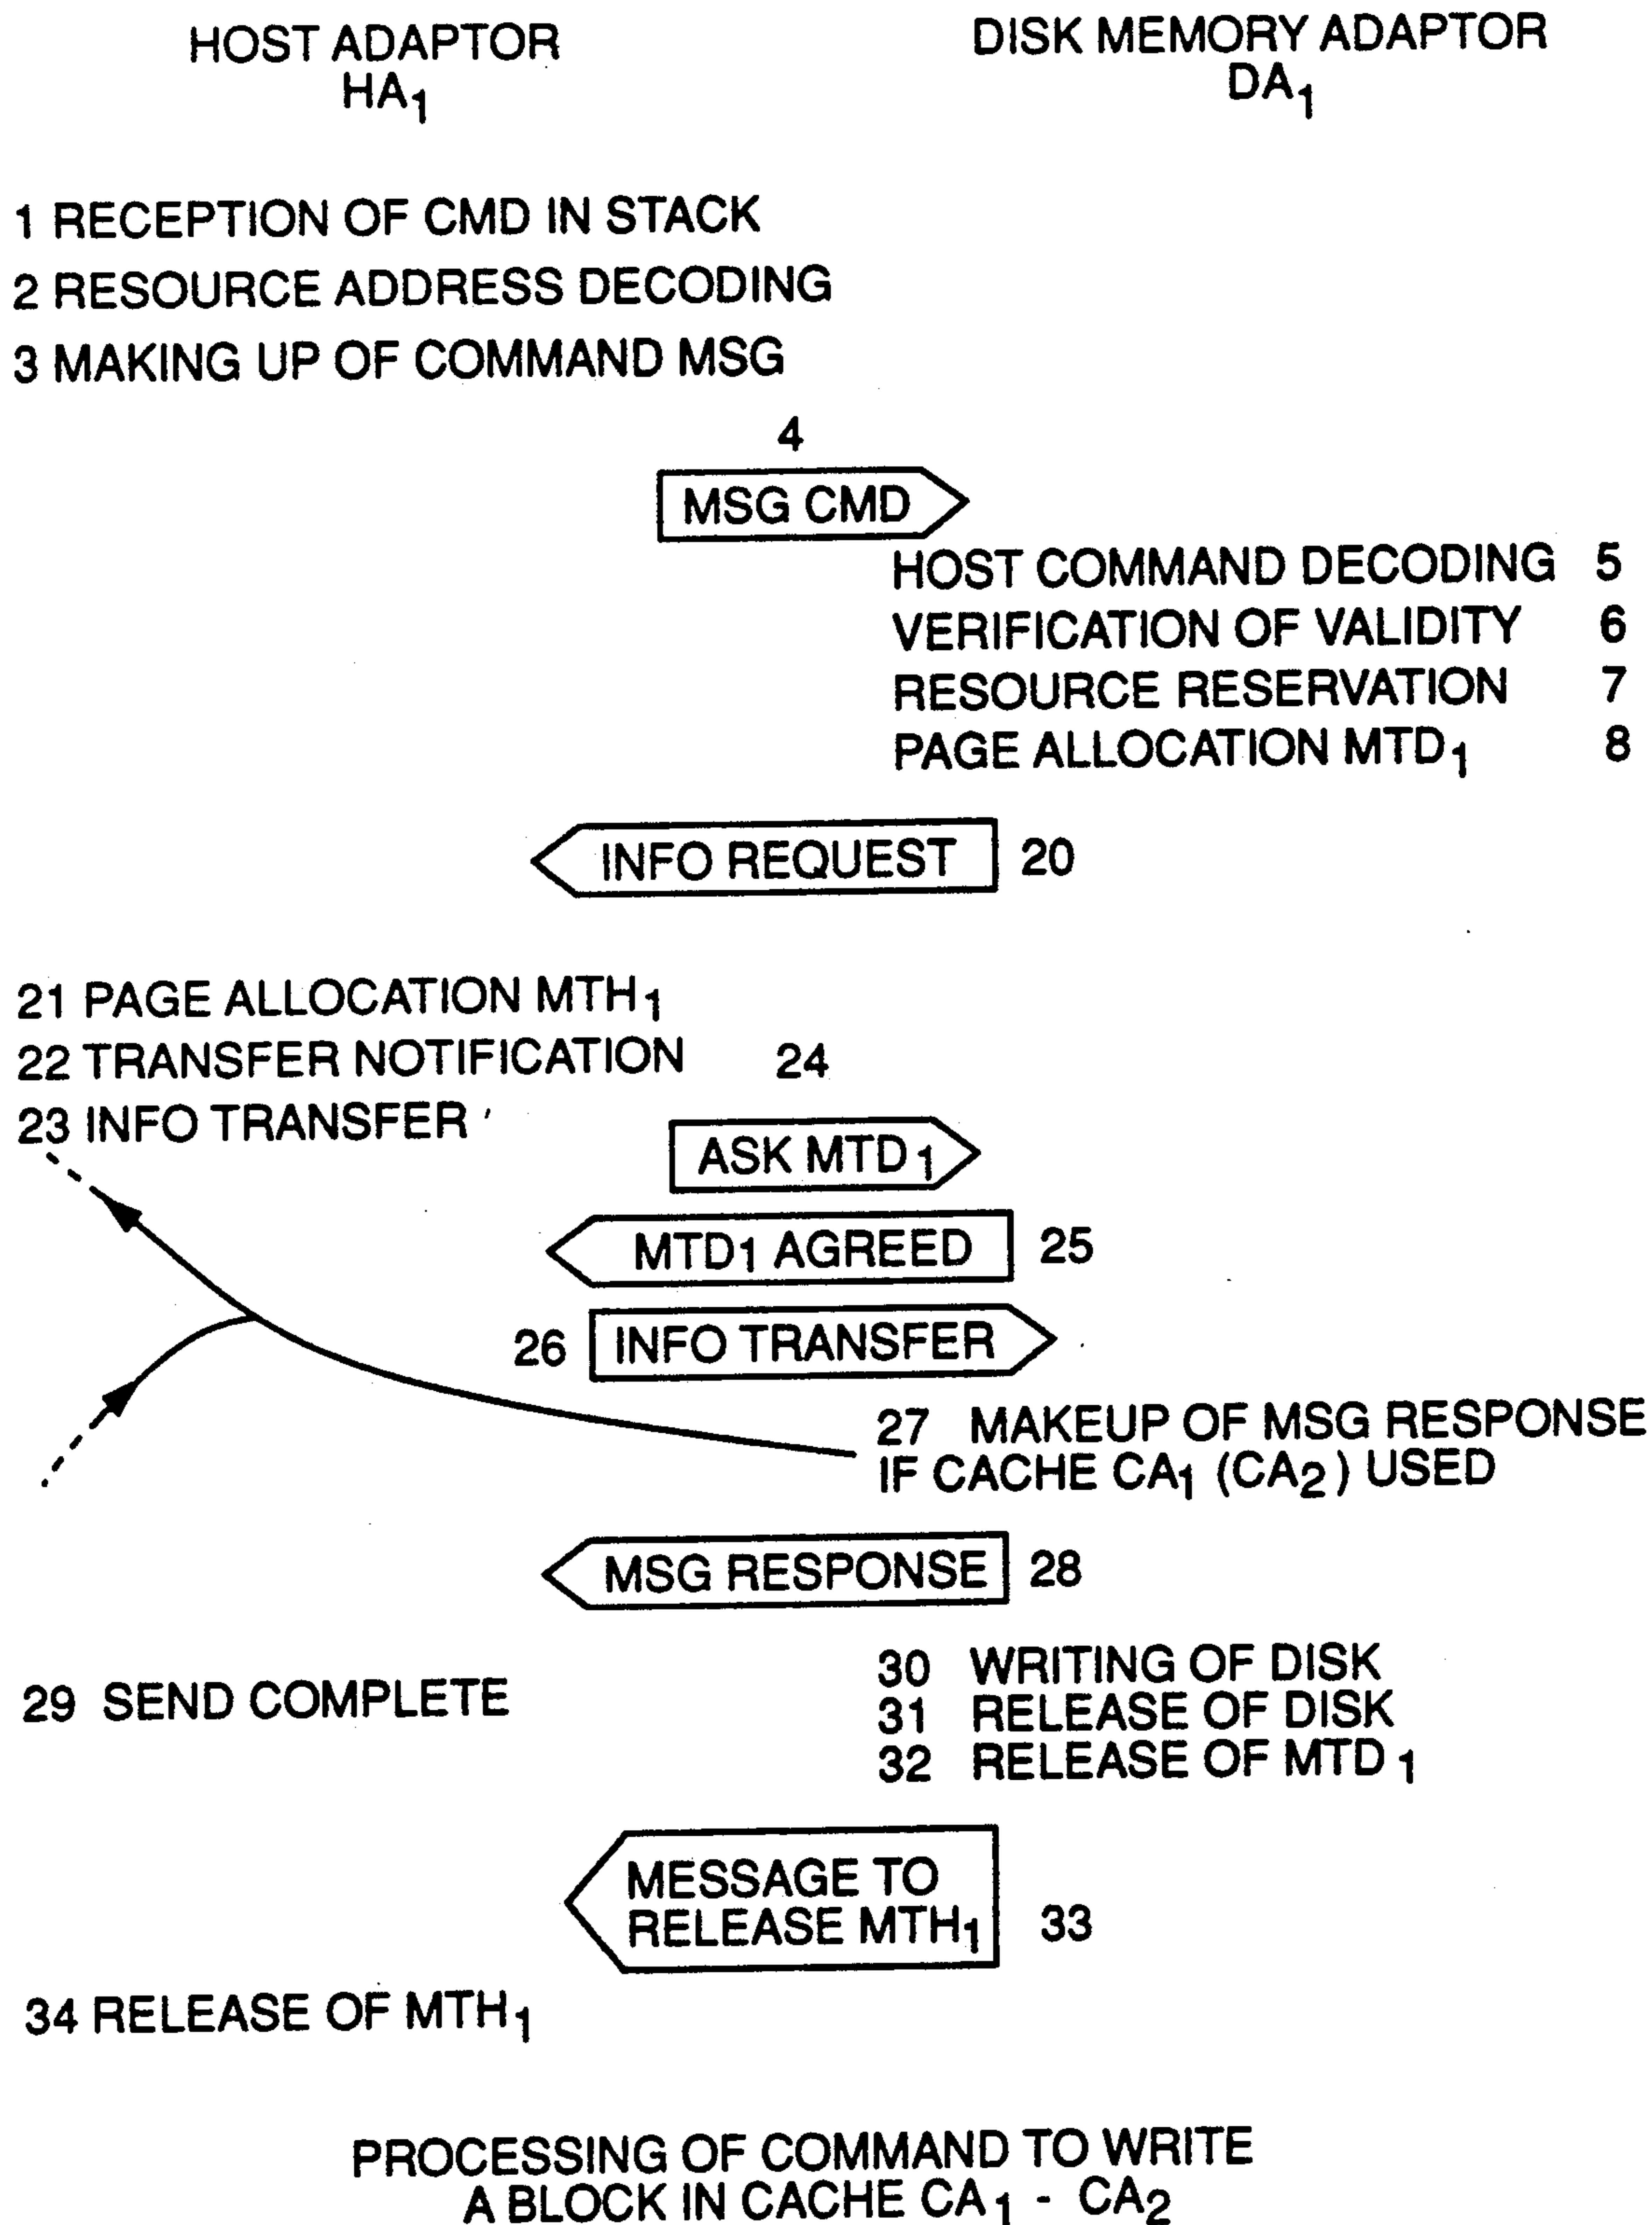 HOST ADAPTOR
HA1
DISK MEMORY ADAPTOR
DA1
1 RECEPTION OF CMD IN STACK
2 RESOURCE ADDRESS DECODING
3 MAKING UP OF COMMAND MSG
4
MSG CMD
HOST COMMAND DECODING 5
VERIFICATION OF VALIDITY 6
RESOURCE RESERVATION 7
PAGE ALLOCATION MTD1 8
INFO REQUEST 20
21 PAGE ALLOCATION MTH1
22 TRANSFER NOTIFICATION 24
23 INFO TRANSFER
ASK MTD1
MTD1 AGREED 25
26 INFO TRANSFER
27 MAKEUP OF MSG RESPONSE
IF CACHE CA1 (CA2) USED
MSG RESPONSE 28
29 SEND COMPLETE
30 WRITING OF DISK
31 RELEASE OF DISK
32 RELEASE OF MTD1
MESSAGE TO
RELEASE MTH1 33
34 RELEASE OF MTH1
PROCESSING OF COMMAND TO WRITE
A BLOCK IN CACHE CA1 - CA2